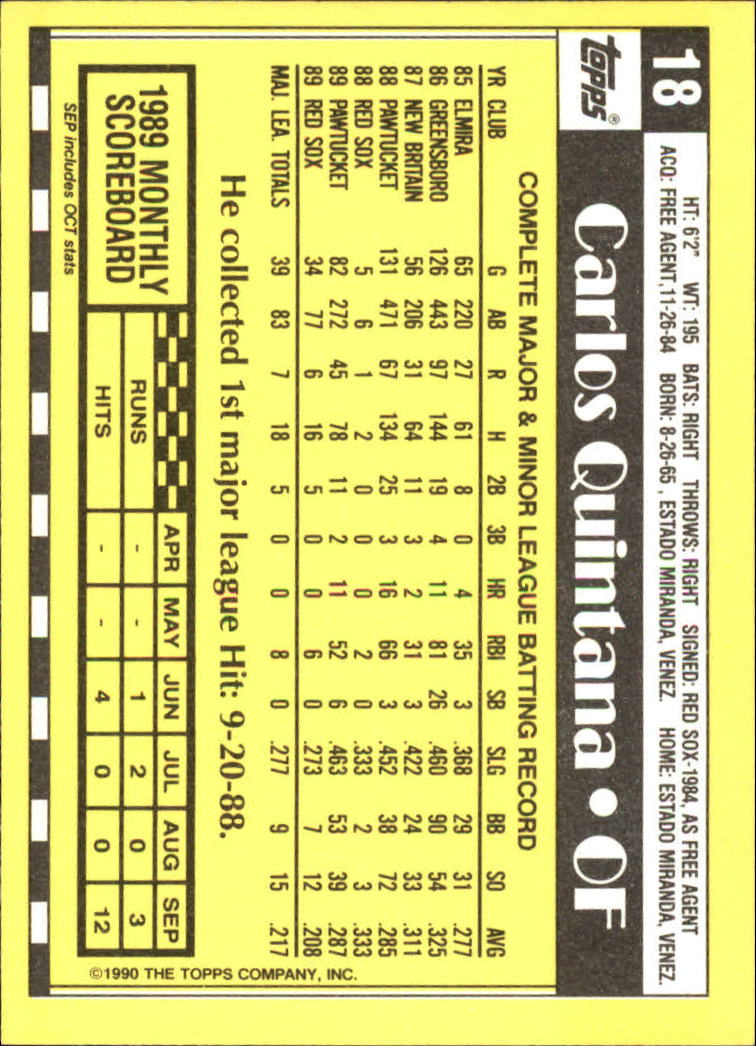 18
HT: 6'2" WT: 195 BATS: RIGHT THROWS: RIGHT SIGNED: RED SOX-1984, AS FREE AGENT
ACQ: FREE AGENT,11-26-84 BORN: 8-26-65 , ESTADO MIRANDA, VENEZ. HOME: ESTADO MIRANDA, VENEZ.
topps®
Carlos Quintana • OF
COMPLETE MAJOR & MINOR LEAGUE BATTING RECORD
YR CLUB G AB R H 2B 3B HR RBI SB SLG BB SO AVG
85 ELMIRA 65 220 27 61 8 0 4 35 3 .368 29 31 .277
86 GREENSBORO 126 443 97 144 19 4 11 81 26 .460 90 54 .325
87 NEW BRITAIN 56 206 31 64 11 3 2 31 3 .422 24 33 .311
88 PAWTUCKET 131 471 67 134 25 3 16 66 3 .452 38 72 .285
88 RED SOX 5 6 1 2 0 0 0 2 0 .333 2 3 .333
89 PAWTUCKET 82 272 45 78 11 2 11 52 6 .463 53 39 .287
89 RED SOX 34 77 6 16 5 0 0 6 0 .273 7 12 .208
MAJ. LEA. TOTALS 39 83 7 18 5 0 0 8 0 .277 9 15 .217
He collected 1st major league Hit: 9-20-88.
1989 MONTHLY
SCOREBOARD
APR MAY JUN JUL AUG SEP
RUNS - - 1 2 0 3
HITS - - 4 0 0 12
SEP includes OCT stats
©1990 THE TOPPS COMPANY, INC.